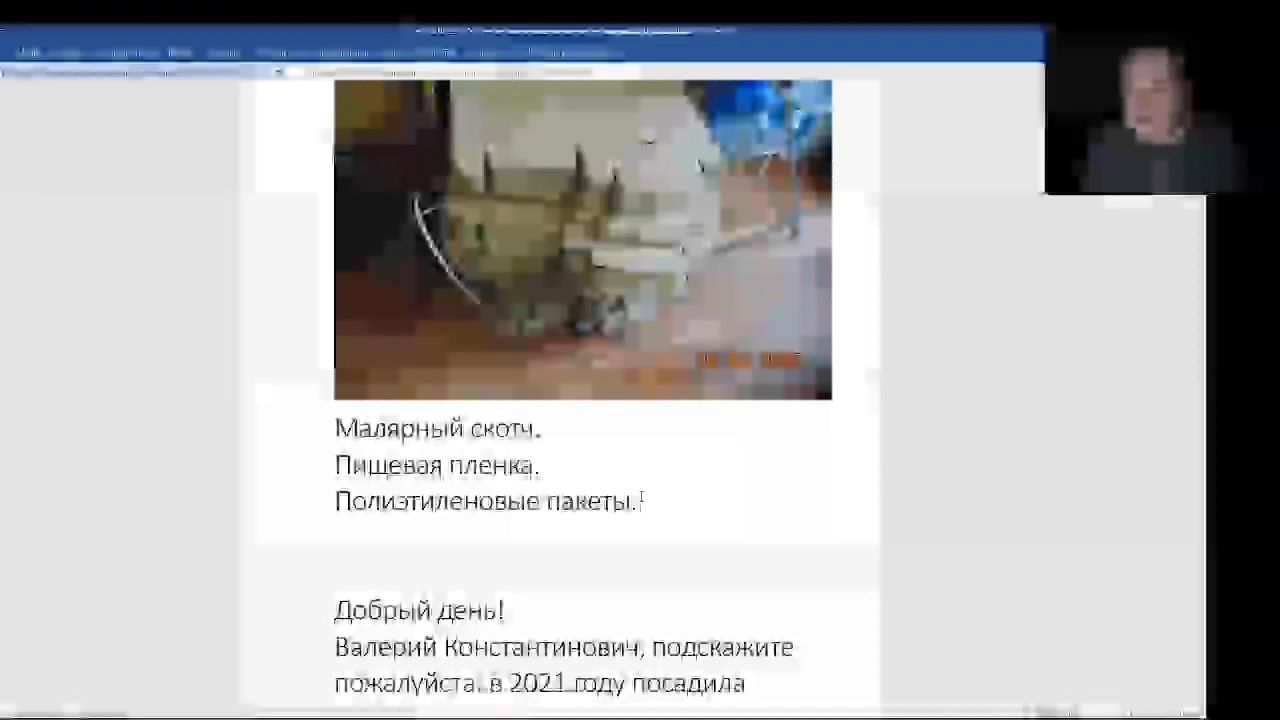 Малярный скотч.
Пищевая пленка.
Полиэтиленовые пакеты.
Добрый день!
Валерий Константинович, подскажите
пожалуйста, в 2021 году посадила